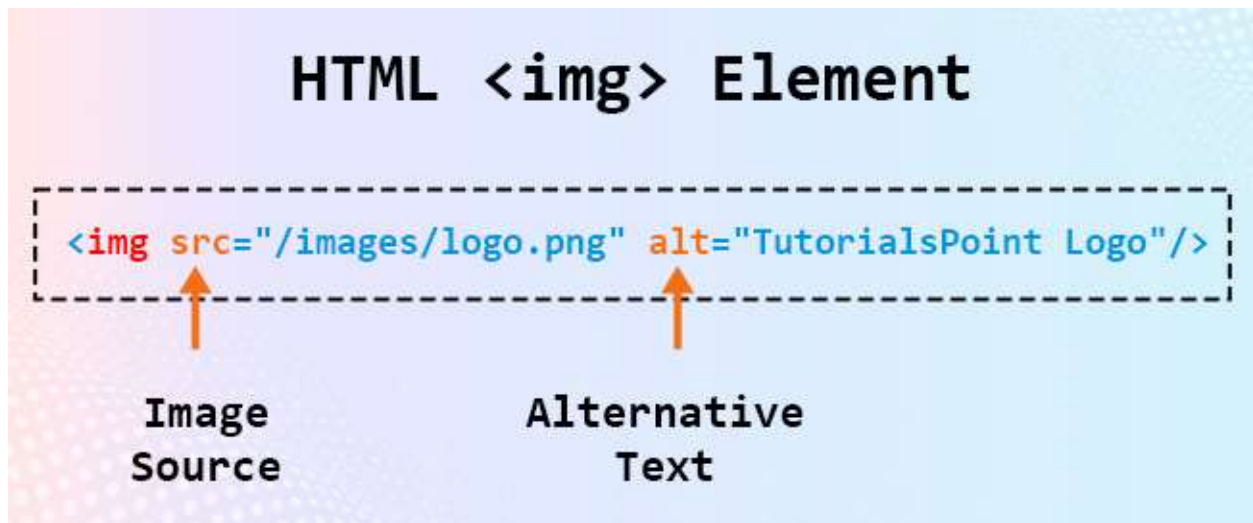 HTML <img> Element
<img src="/images/logo.png" alt="TutorialsPoint Logo"/>
Image
Source
Alternative
Text